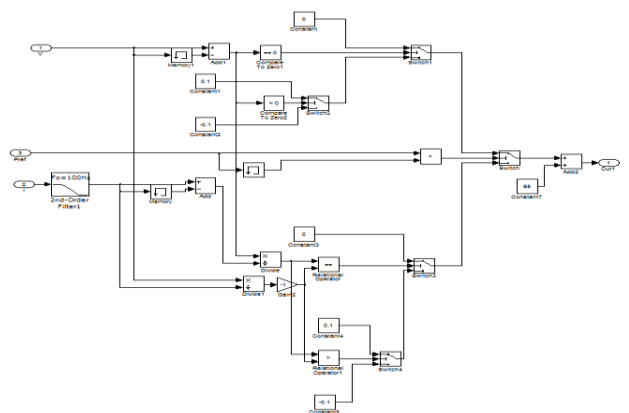 0
Constant
1
V
Memory1
Add1
== 0
Compare
To Zero1
Switch1
0.1
Constant1
Compare
To Zero2
Switch2
-0.1
Constant2
3
Pref
Switch
Add2
1
Out1
66
Constant7
2
I
Fo=100Hz
2nd-Order
Filter1
Memory
Add
0
Constant3
Divide
==
Relational
Operator
Switch3
Divide1
-1
Gain2
0.1
Constant4
>
Relational
Operator1
Switch4
-0.1
Constant5